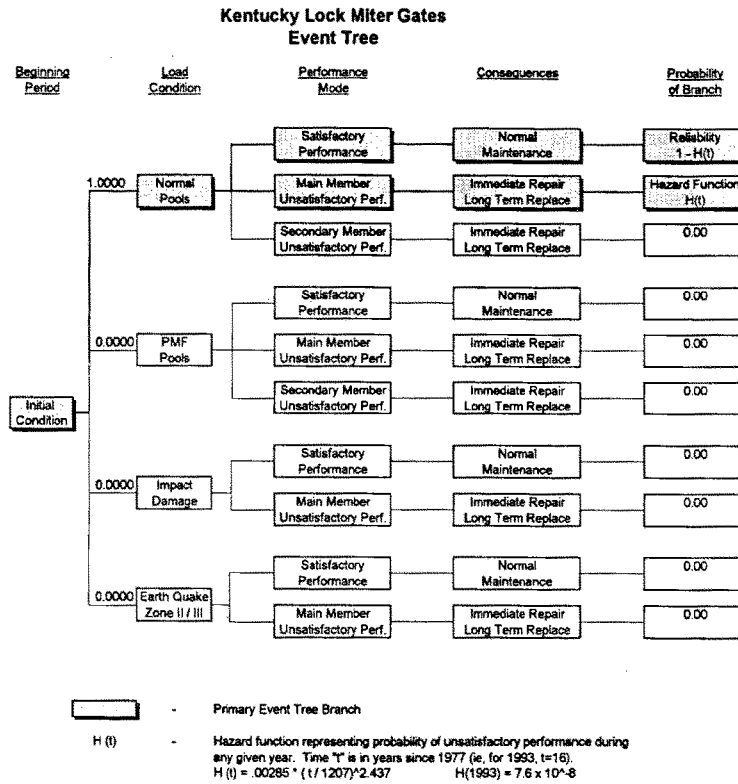 Kentucky Lock Miter Gates
Event Tree
Beginning Period
Load Condition
Performance Mode
Consequences
Probability of Branch
Initial Condition
1.0000
Normal Pools
Satisfactory Performance
Normal Maintenance
Reliability 1 - H(t)
Main Member Unsatisfactory Perf.
Immediate Repair Long Term Replace
Hazard Function H(t)
Secondary Member Unsatisfactory Perf.
Immediate Repair Long Term Replace
0.00
0.0000
PMF Pools
Satisfactory Performance
Normal Maintenance
0.00
Main Member Unsatisfactory Perf.
Immediate Repair Long Term Replace
0.00
Secondary Member Unsatisfactory Perf.
Immediate Repair Long Term Replace
0.00
0.0000
Impact Damage
Satisfactory Performance
Normal Maintenance
0.00
Main Member Unsatisfactory Perf.
Immediate Repair Long Term Replace
0.00
0.0000
Earth Quake Zone II / III
Satisfactory Performance
Normal Maintenance
0.00
Main Member Unsatisfactory Perf.
Immediate Repair Long Term Replace
0.00
- Primary Event Tree Branch
H (t) - Hazard function representing probability of unsatisfactory performance during
any given year. Time "t" is in years since 1977 (ie, for 1993, t=16).
H (t) = .00285 * ( t / 1207)^2.437 H(1993) = 7.6 x 10^-8